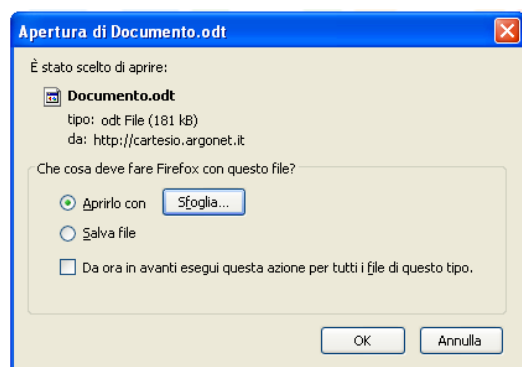 Apertura di Documento.odt
È stato scelto di aprire:
Documento.odt
tipo: odt File (181 kB)
da: http://cartesio.argonet.it
Che cosa deve fare Firefox con questo file?
Aprirlo con Sfoglia...
Salva file
Da ora in avanti esegui questa azione per tutti i file di questo tipo.
OK Annulla